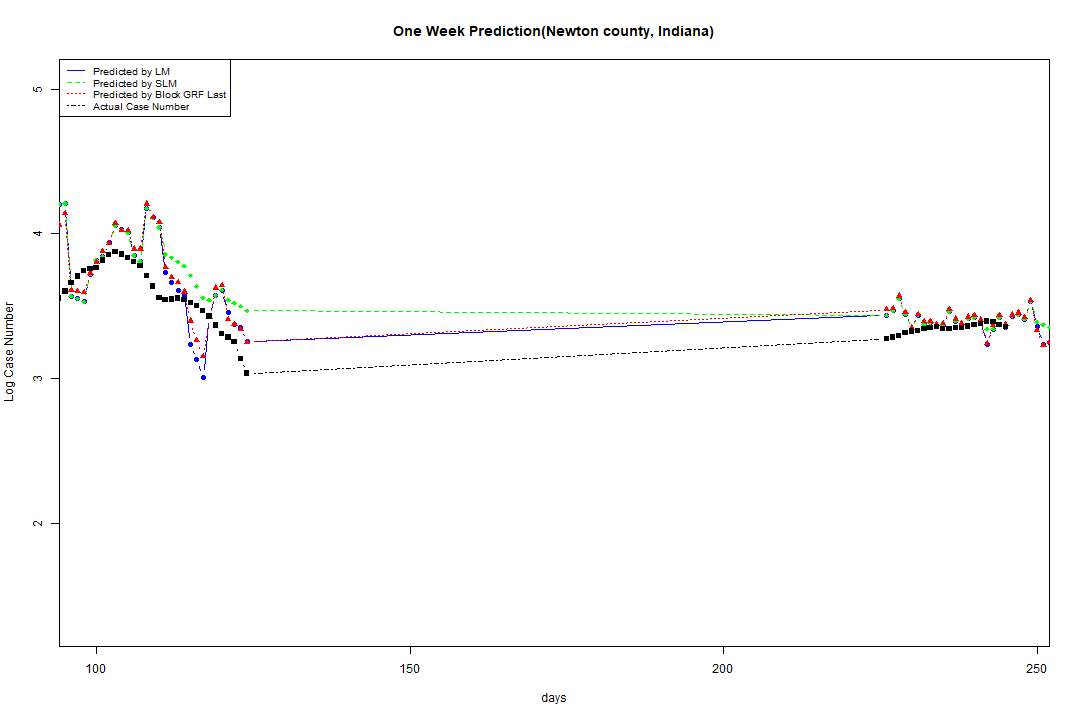 One Week Prediction(Newton county, Indiana)
Predicted by LM
Predicted by SLM
Predicted by Block GRF Last
Actual Case Number
5
4
3
2
Log Case Number
100 150 200 250
days